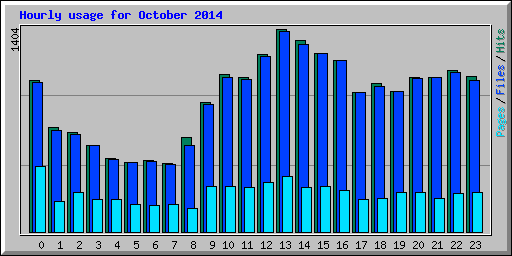 Hourly usage for October 2014
1404
Pages / Files / Hits
0 1 2 3 4 5 6 7 8 9 10 11 12 13 14 15 16 17 18 19 20 21 22 23